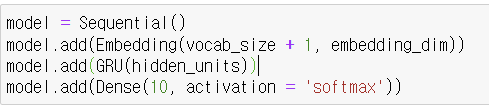 model = Sequential()
model.add(Embedding(vocab_size + 1, embedding_dim))
model.add(GRU(hidden_units))
model.add(Dense(10, activation = 'softmax'))